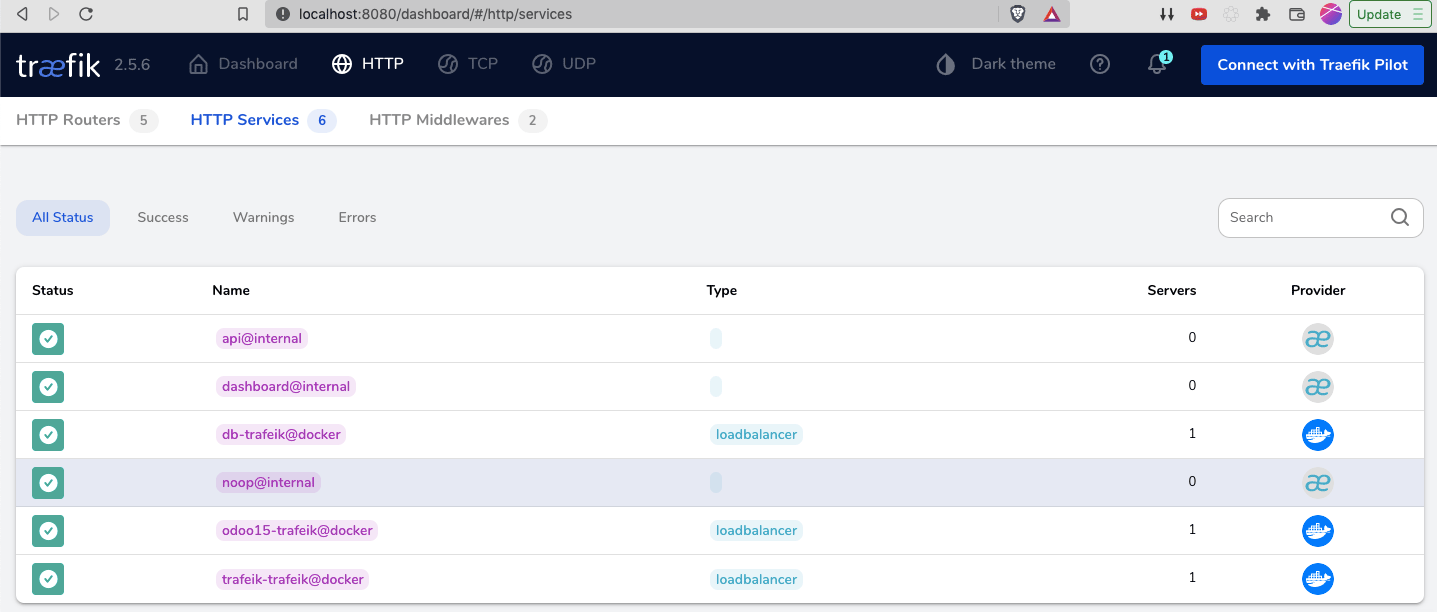 localhost:8080/dashboard/#/http/services
Update
træfik 2.5.6 Dashboard HTTP TCP UDP Dark theme 1 Connect with Traefik Pilot
HTTP Routers 5 HTTP Services 6 HTTP Middlewares 2
All Status Success Warnings Errors Search
Status Name Type Servers Provider
api@internal 0 æ
dashboard@internal 0 æ
db-trafeik@docker loadbalancer 1
noop@internal 0 æ
odoo15-trafeik@docker loadbalancer 1
trafeik-trafeik@docker loadbalancer 1